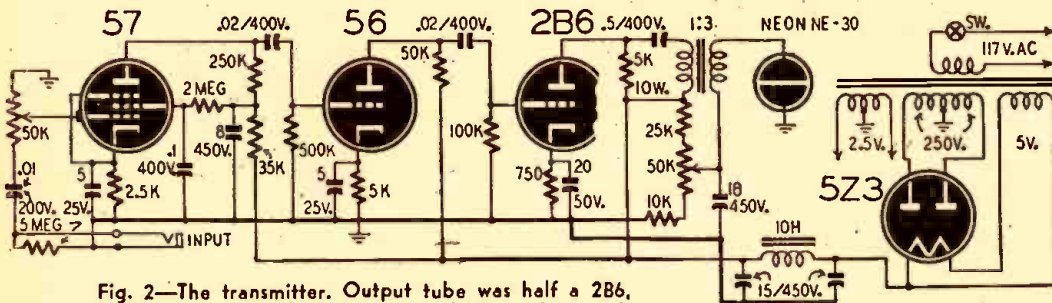 57
.02/400V.
56
.02/400V.
2B6
.5/400V.
1:3
NEON NE-30
SW.
117V.AC
250K
2 MEG
50K
5K
10W.
50K
8
450V.
.1
400V.
35K
500K
100K
25K
50K
2.5V.
250V.
5V.
.01
200V.
5
25V.
2.5K
5
25V.
5K
750
20
50V.
10K
18
450V.
5Z3
.5 MEG
INPUT
10H
15/450V.
Fig. 2—The transmitter. Output tube was half a 2B6.